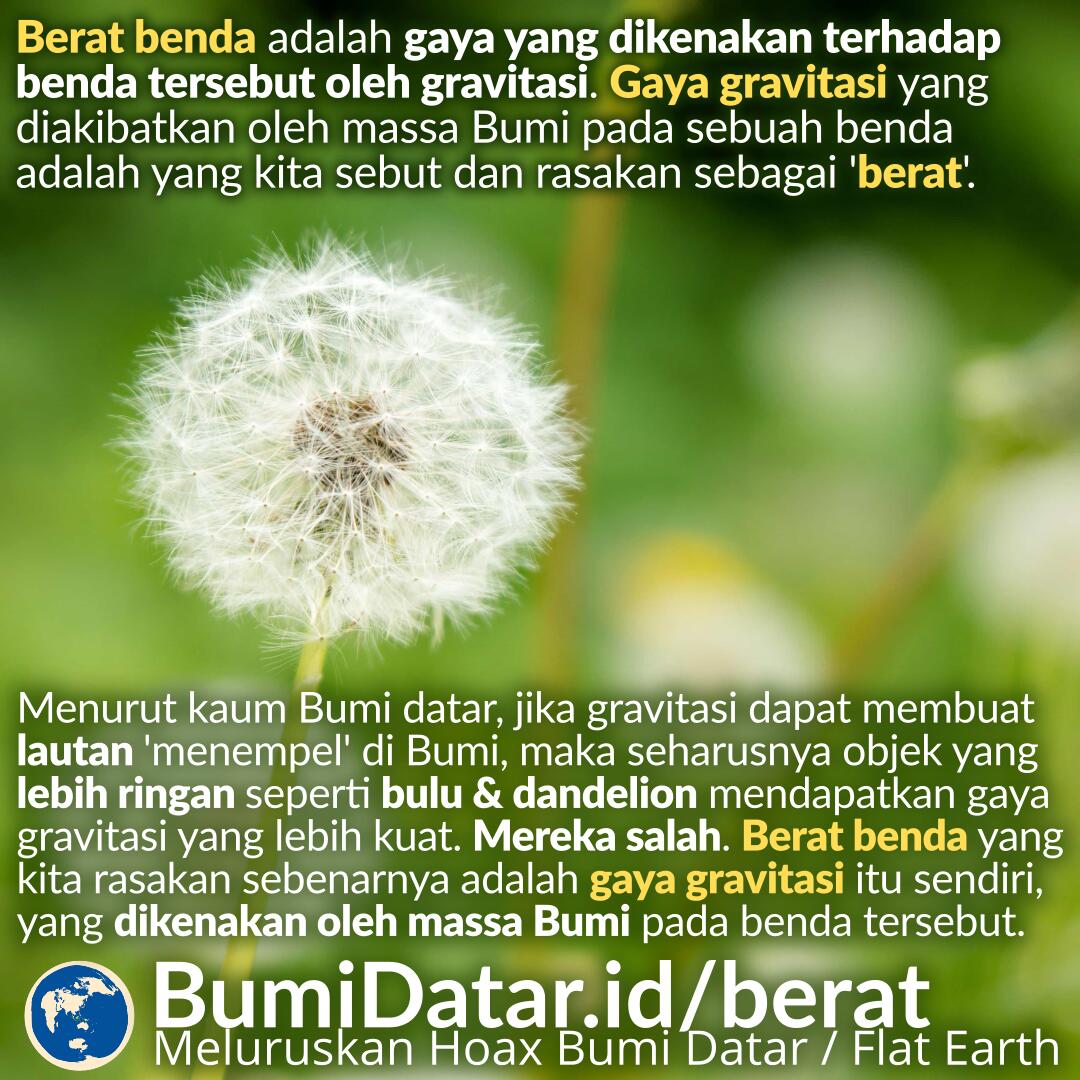 Berat benda adalah gaya yang dikenakan terhadap
benda tersebut oleh gravitasi. Gaya gravitasi yang
diakibatkan oleh massa Bumi pada sebuah benda
adalah yang kita sebut dan rasakan sebagai 'berat'.
Menurut kaum Bumi datar, jika gravitasi dapat membuat
lautan 'menempel' di Bumi, maka seharusnya objek yang
lebih ringan seperti bulu & dandelion mendapatkan gaya
gravitasi yang lebih kuat. Mereka salah. Berat benda yang
kita rasakan sebenarnya adalah gaya gravitasi itu sendiri,
yang dikenakan oleh massa Bumi pada benda tersebut.
BumiDatar.id/berat
Meluruskan Hoax Bumi Datar / Flat Earth